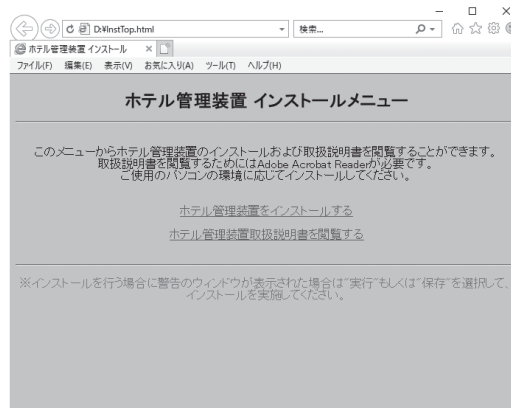 D:¥InstTop.html
検索...
ホテル管理装置 インストール
ファイル(F) 編集(E) 表示(V) お気に入り(A) ツール(T) ヘルプ(H)
ホテル管理装置 インストールメニュー
このメニューからホテル管理装置のインストールおよび取扱説明書を閲覧することができます。
取扱説明書を閲覧するためにはAdobe Acrobat Readerが必要です。
ご使用のパソコンの環境に応じてインストールしてください。
ホテル管理装置をインストールする
ホテル管理装置取扱説明書を閲覧する
※インストールを行う場合に警告のウィンドウが表示された場合は"実行"もしくは"保存"を選択して、
インストールを実施してください。